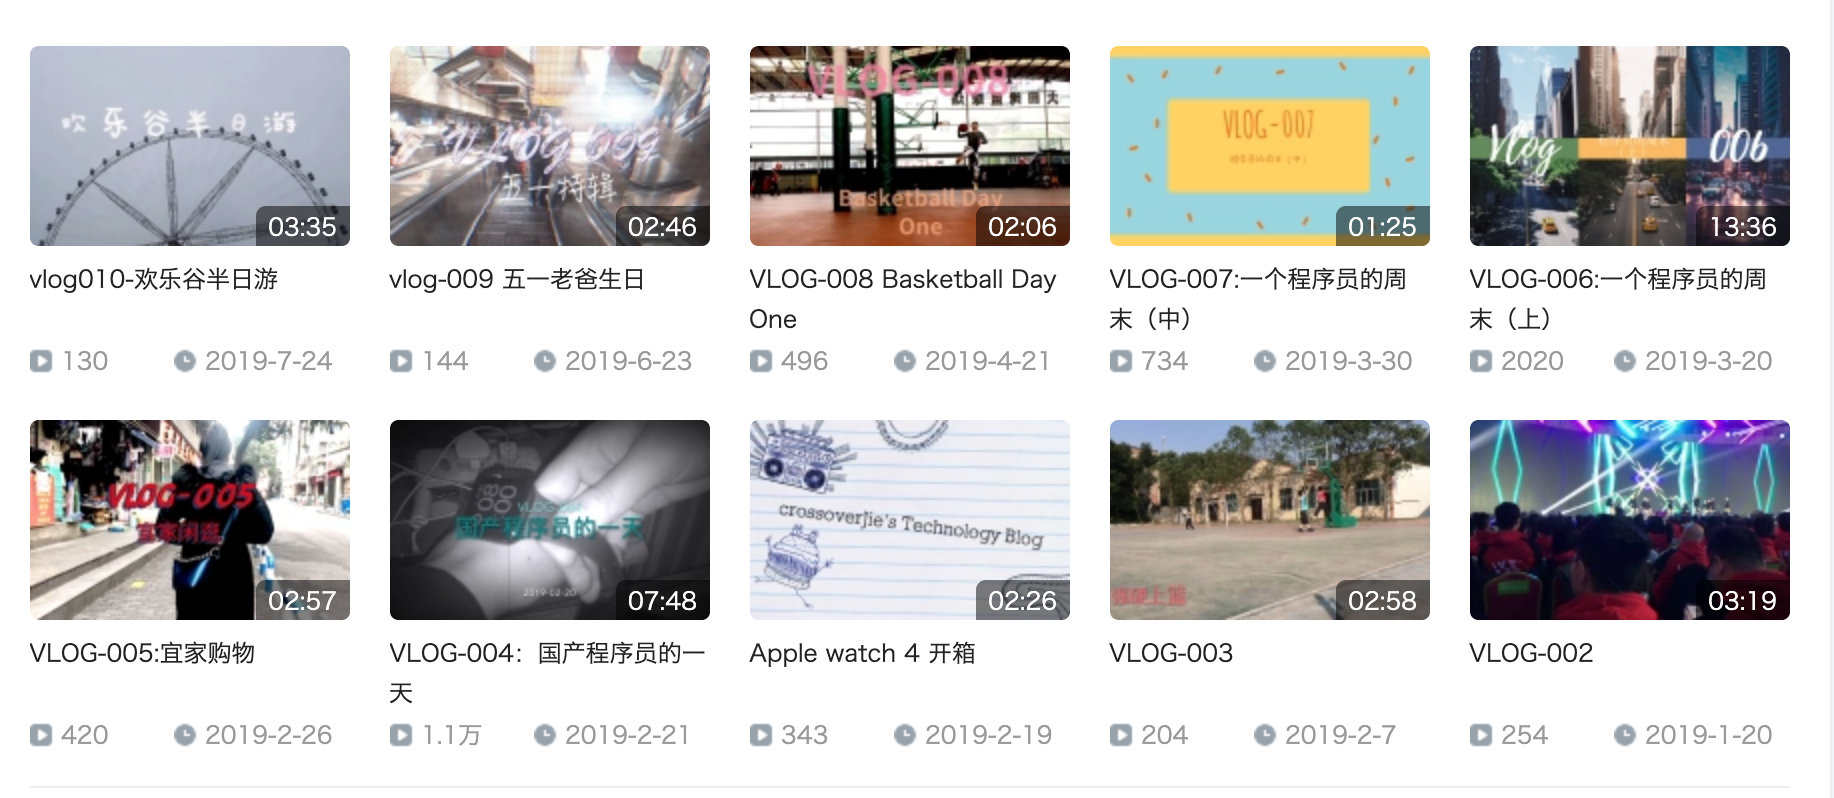 欢乐谷半日游
03:35
VLOG 009
五一特辑
02:46
VLOG 008
Basketball Day
One
02:06
VLOG-007
01:25
Vlog
006
13:36
vlog010-欢乐谷半日游
vlog-009 五一老爸生日
VLOG-008 Basketball Day
One
VLOG-007:一个程序员的周
末（中）
VLOG-006:一个程序员的周
末（上）
130
2019-7-24
144
2019-6-23
496
2019-4-21
734
2019-3-30
2020
2019-3-20
VLOG-005
宜家闲逛
02:57
VLOG
国产程序员的一天
2019-02-20
07:48
crossoverJie's Technology Blog
02:26
02:58
03:19
VLOG-005:宜家购物
VLOG-004：国产程序员的一
天
Apple watch 4 开箱
VLOG-003
VLOG-002
420
2019-2-26
1.1万
2019-2-21
343
2019-2-19
204
2019-2-7
254
2019-1-20